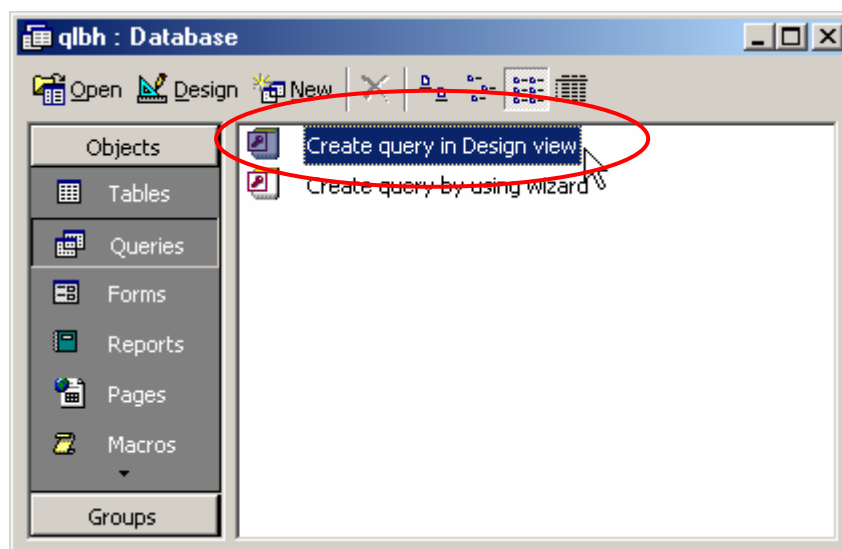 qlbh : Database
Open Design New
Objects
Tables
Queries
Forms
Reports
Pages
Macros
Groups
Create query in Design view
Create query by using wizard